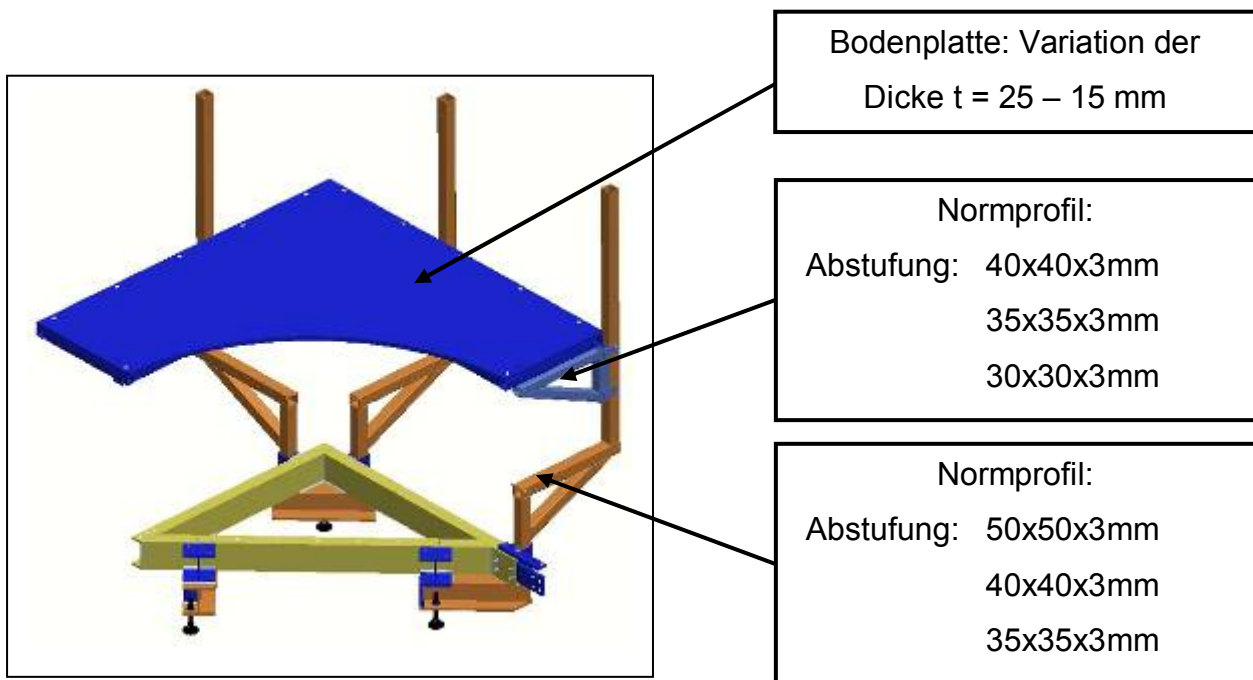 Bodenplatte: Variation der
Dicke t = 25 – 15 mm
Normprofil:
Abstufung: 40x40x3mm
35x35x3mm
30x30x3mm
Normprofil:
Abstufung: 50x50x3mm
40x40x3mm
35x35x3mm